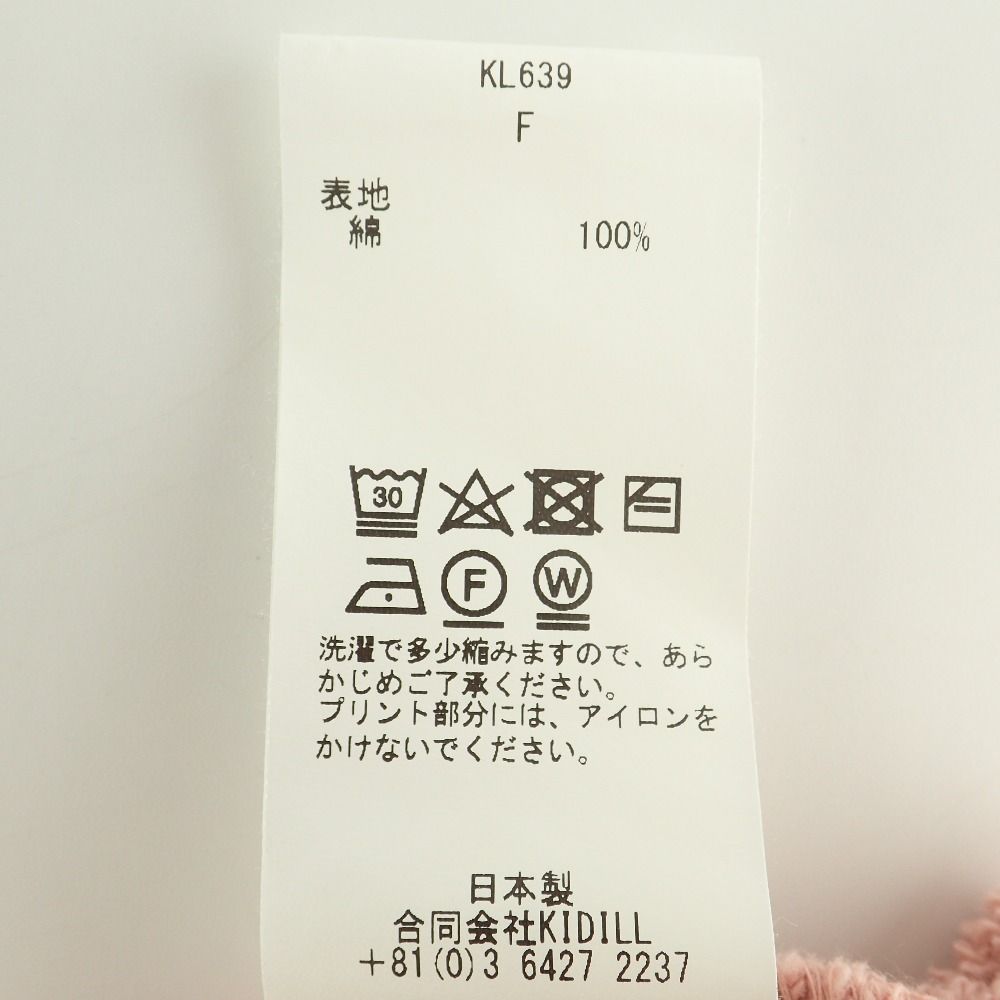 KL639
F
表地
綿 100%
30
F W
洗濯で多少縮みますので、あら
かじめご了承ください。
プリント部分には、アイロンを
かけないでください。
日本製
合同会社KIDILL
+81(0)3 6427 2237